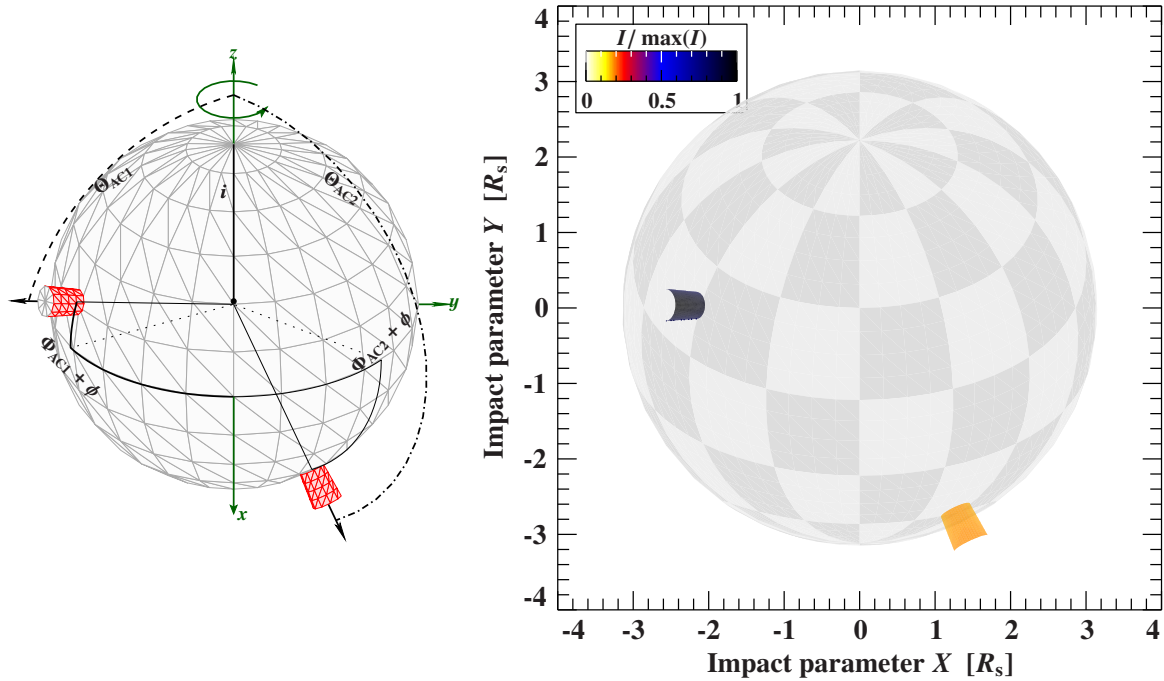 z
Θ_AC1
i
Θ_AC2
y
Φ_AC1 + ϕ
Φ_AC2 + ϕ
x
I / max(I)
0 0.5 1
Impact parameter Y [R_s]
4
3
2
1
0
-1
-2
-3
-4
-4 -3 -2 -1 0 1 2 3 4
Impact parameter X [R_s]